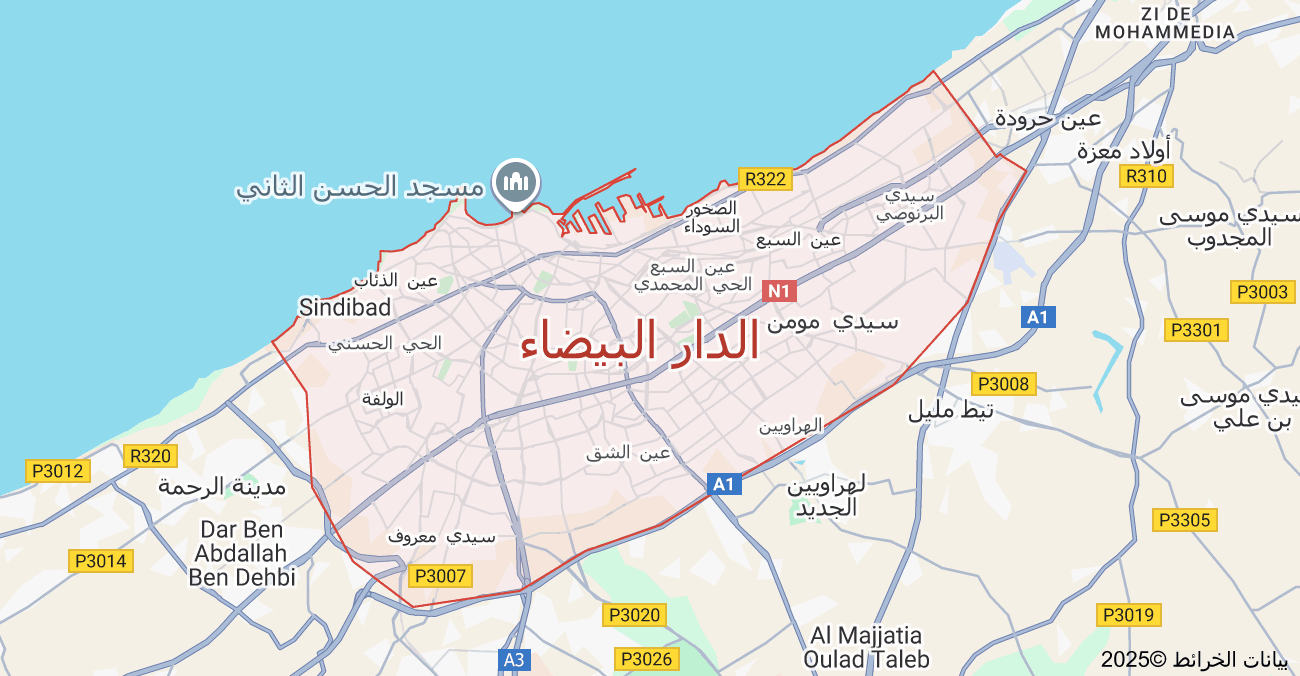 ZI DE
MOHAMMEDIA
عين حرودة
أولاد معزة
R310
R322
مسجد الحسن الثاني
سيدي
البرنوصي
الصخور
السوداء
سيدي موسى
المجدوب
عين السبع
عين السبع
الحي المحمدي
عين الذئاب
Sindibad
N1
P3003
A1
P3301
سيدي مومن
الدار البيضاء
الحي الحسني
P3008
الولفة
تيط مليل
سيدي موسى
بن علي
الهراويين
عين الشق
R320
P3012
مدينة الرحمة
A1
لهراويين
الجديد
P3305
Dar Ben
Abdallah
Ben Dehbi
سيدي معروف
P3014
P3007
P3020
P3019
Al Majjatia
Oulad Taleb
A3
P3026
بيانات الخرائط ©2025